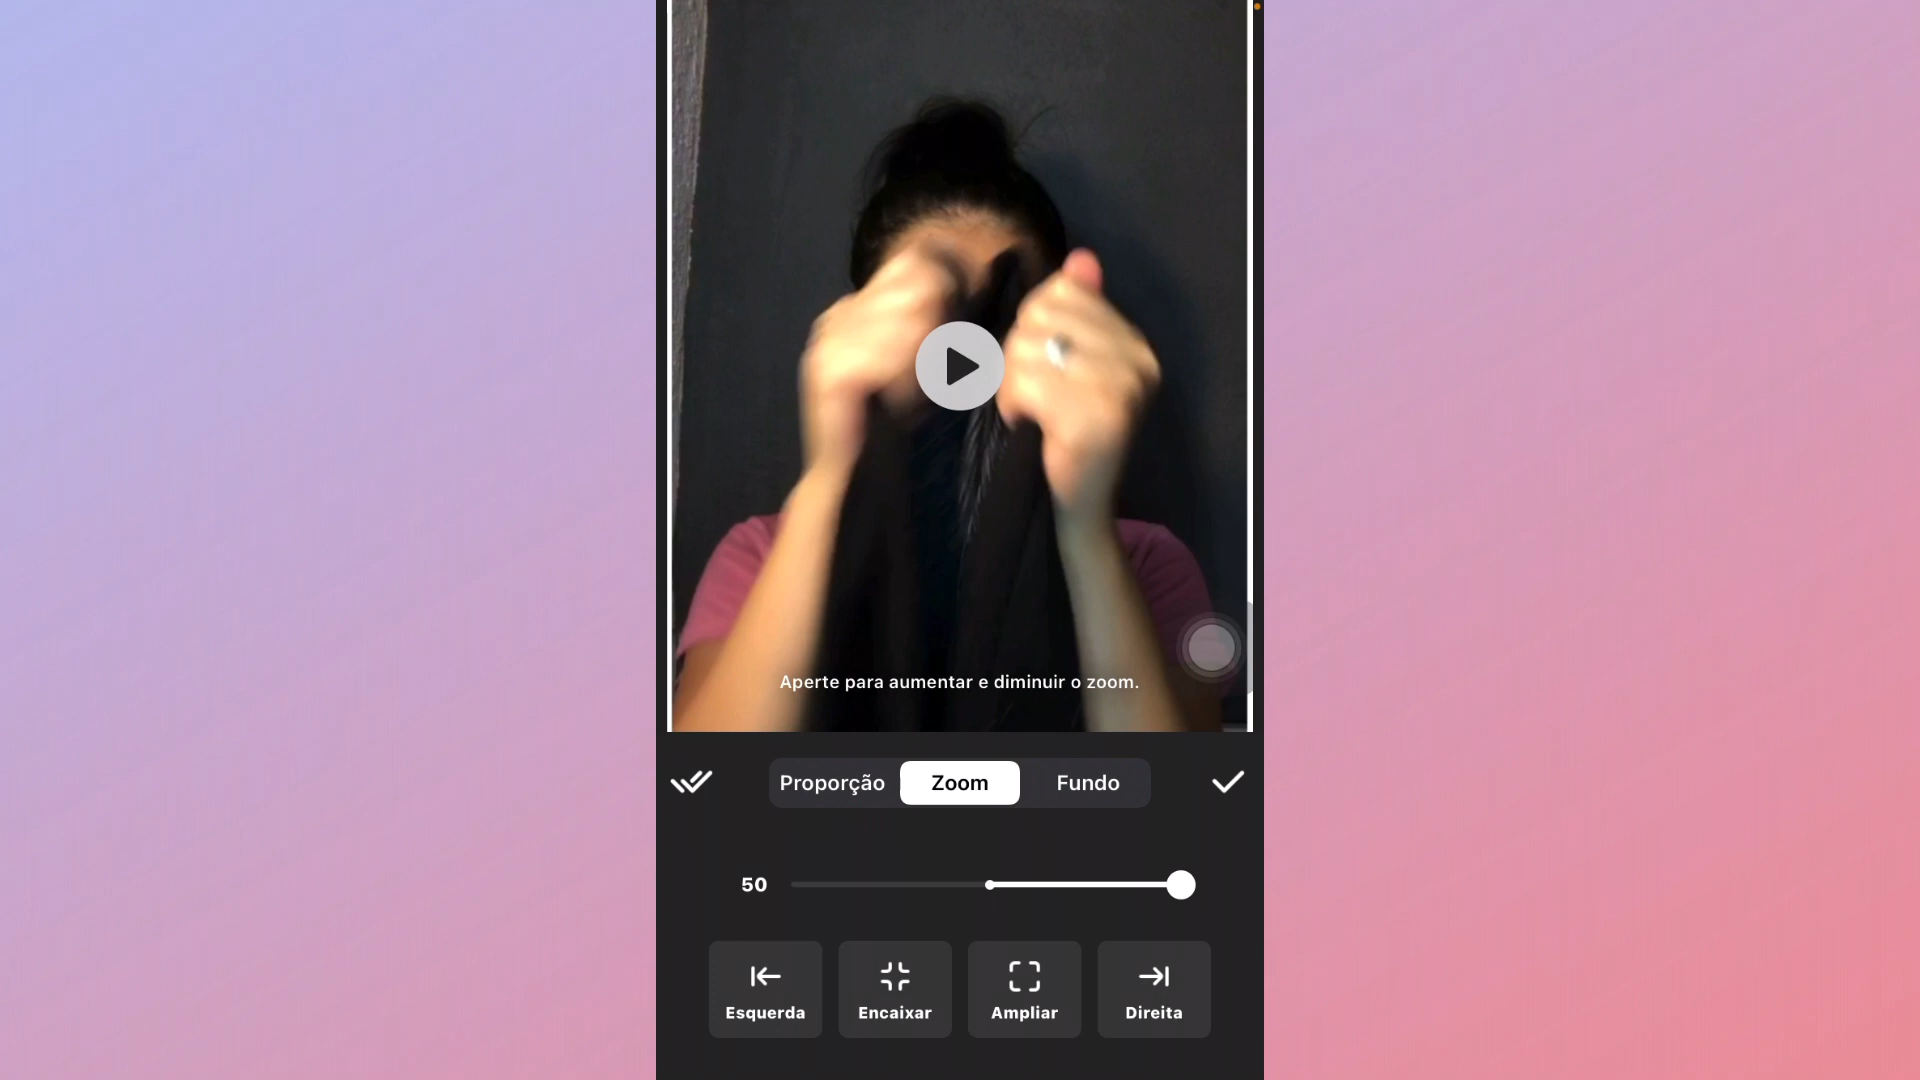 Aperte para aumentar e diminuir o zoom.
Proporção Zoom Fundo
50
Esquerda Encaixar Ampliar Direita